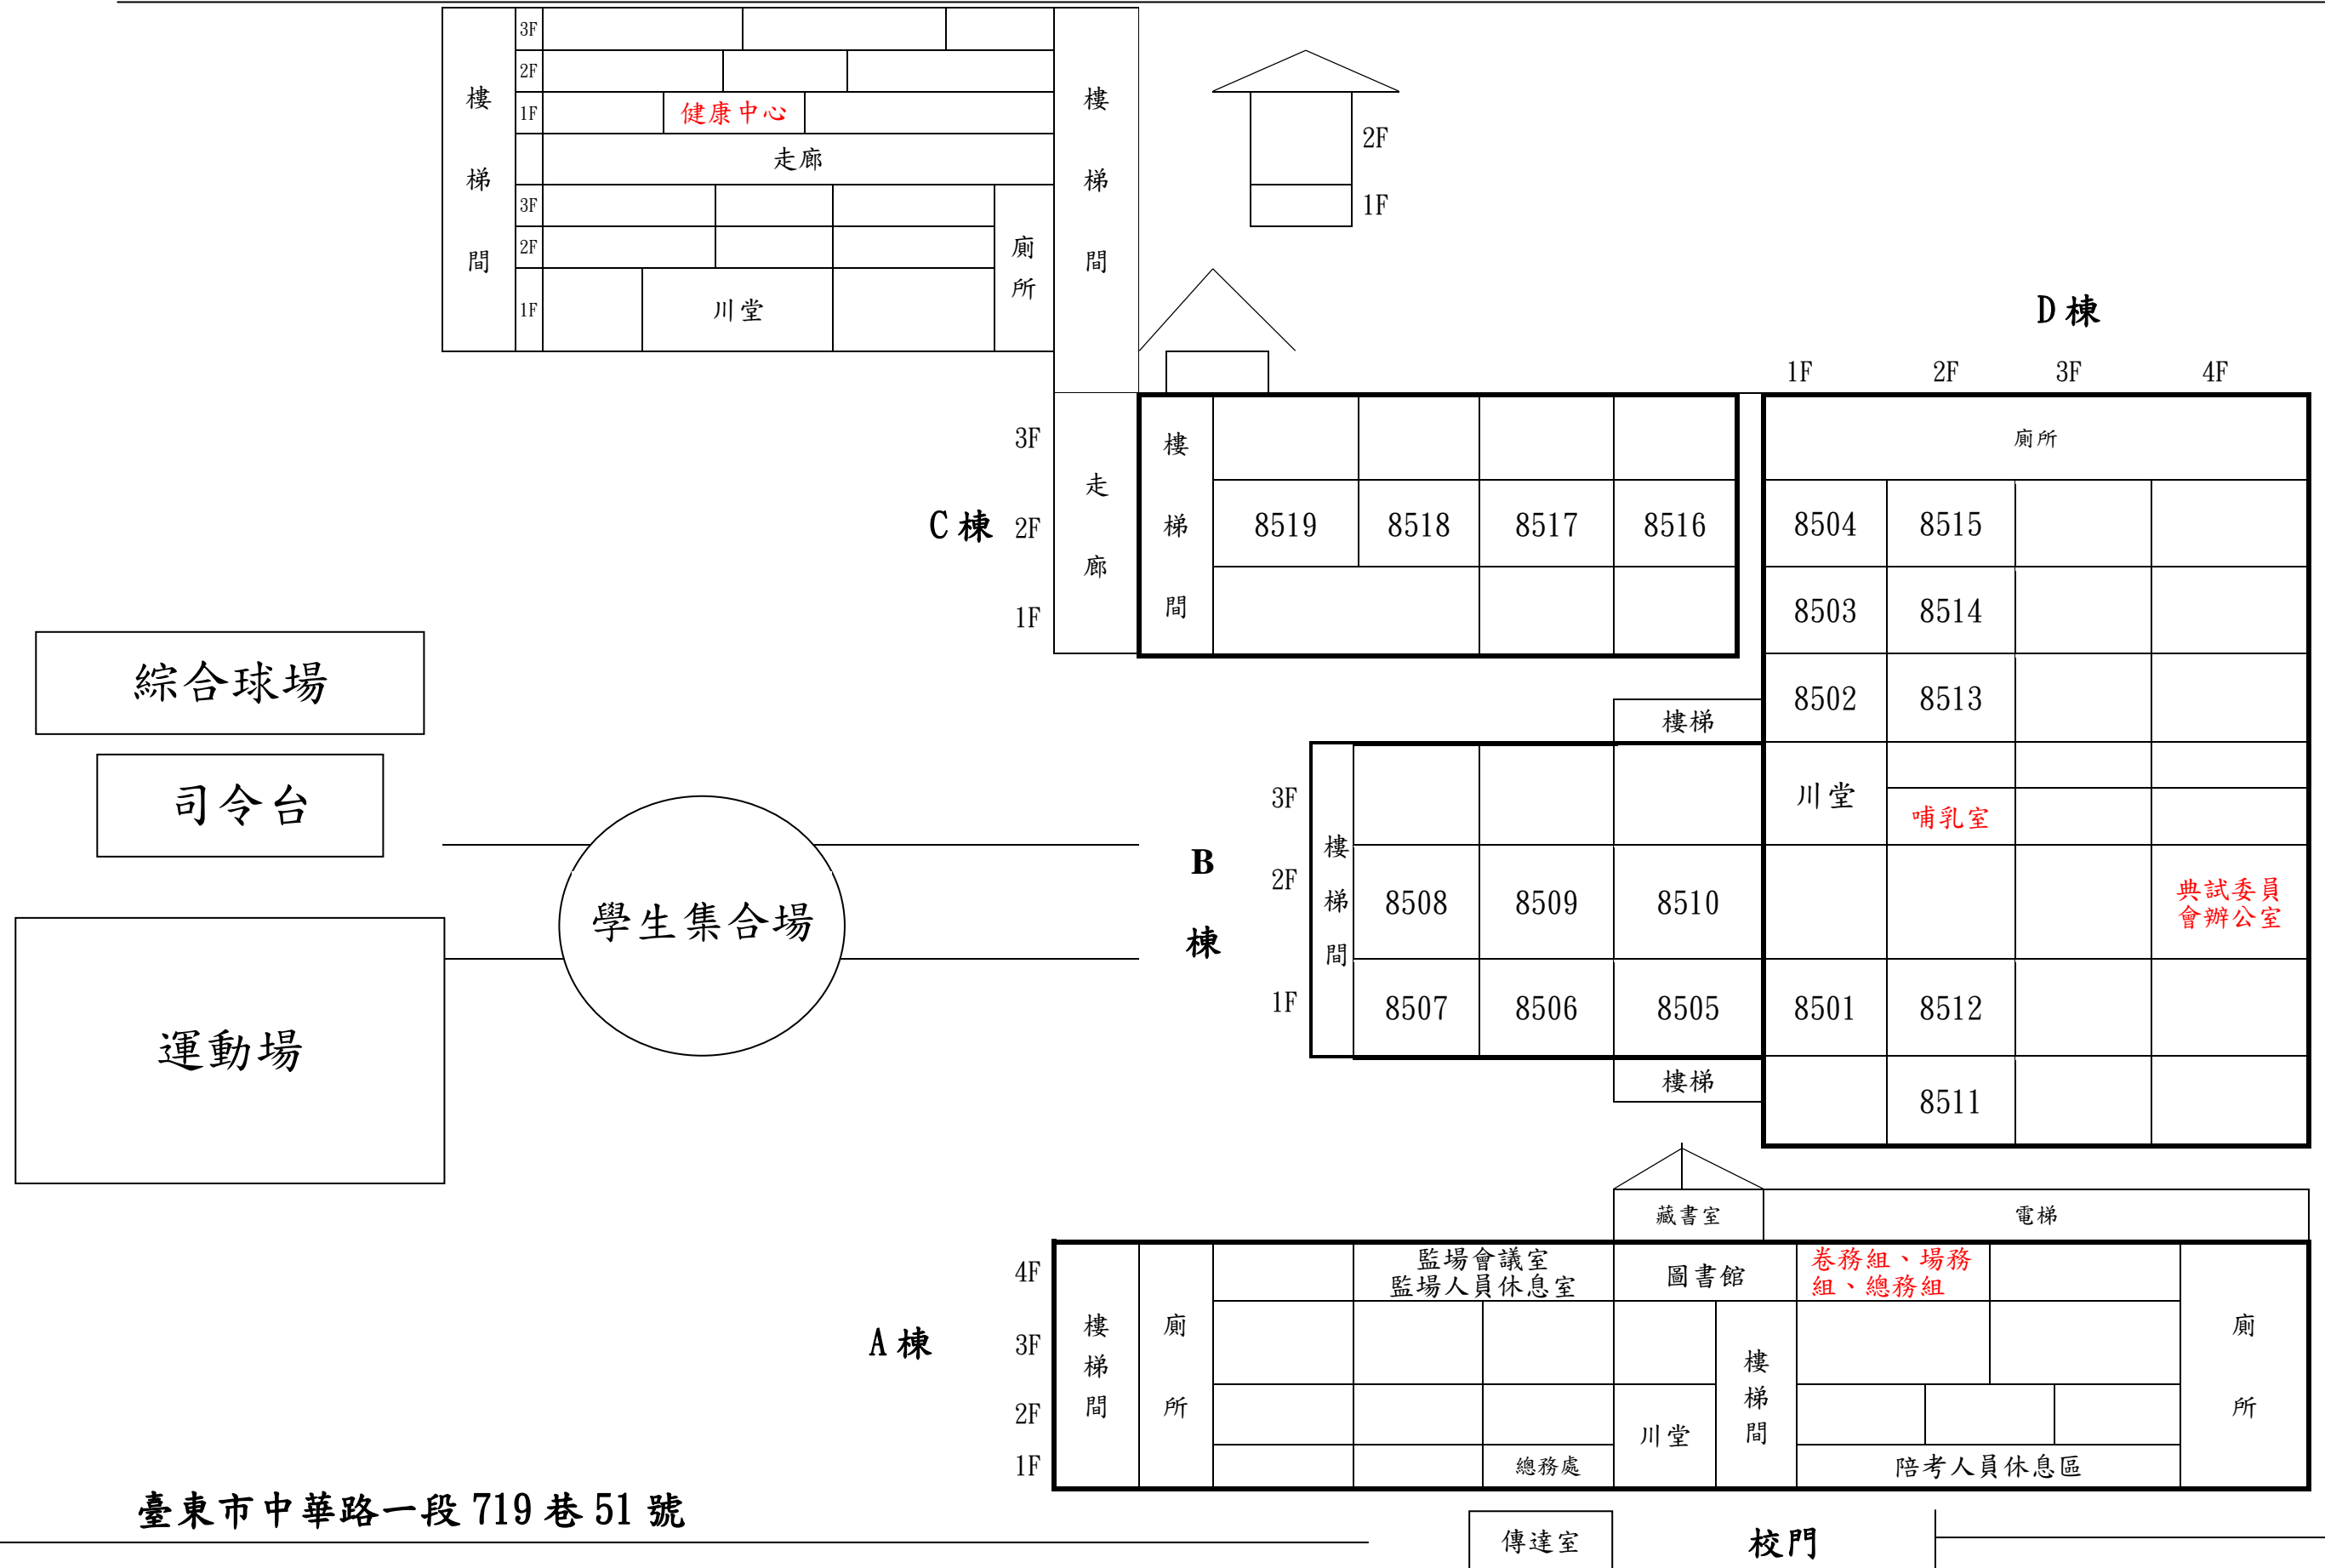 3F
2F
1F 健康中心
走廊
3F
2F
1F 川堂
樓梯間
廁所
樓梯間
2F
1F
D棟
1F 2F 3F 4F
廁所
8504 8515
8503 8514
8502 8513
川堂
哺乳室
典試委員
會辦公室
8501 8512
8511
C棟
3F
2F
1F
走廊
樓梯間
8519 8518 8517 8516
樓梯
綜合球場
司令台
學生集合場
運動場
B棟
3F
2F
1F
樓梯間
8508 8509 8510
8507 8506 8505
樓梯
藏書室 電梯
A棟
4F
3F
2F
1F
樓梯間
廁所
監場會議室
監場人員休息室
圖書館
卷務組、場務
組、總務組
樓梯間
川堂
總務處
陪考人員休息區
廁所
臺東市中華路一段719巷51號
傳達室
校門